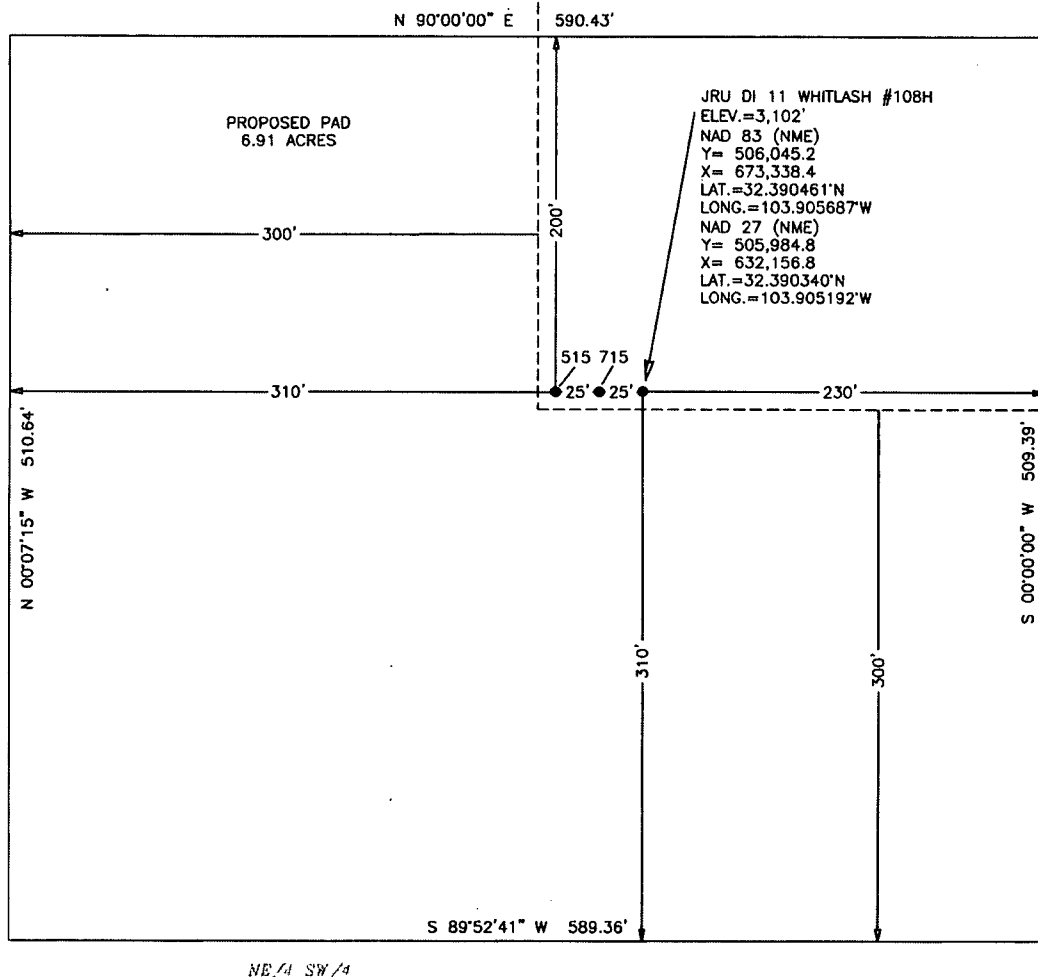 N 90°00'00" E 590.43'
PROPOSED PAD
6.91 ACRES
JRU DI 11 WHITLASH #108H
ELEV.=3,102'
NAD 83 (NME)
Y= 506,045.2
X= 673,338.4
LAT.=32.390461°N
LONG.=103.905687°W
NAD 27 (NME)
Y= 505,984.8
X= 632,156.8
LAT.=32.390340°N
LONG.=103.905192°W
200'
300'
515 715
310'
25'
25'
230'
N 00°07'15" W 510.64'
S 00°00'00" W 509.39'
310'
300'
S 89°52'41" W 589.36'
NE/4 SW/4